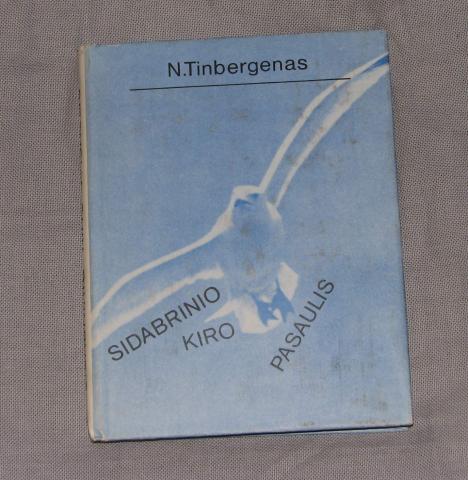 N.Tinbergenas
SIDABRINIO
KIRO
PASAULIS